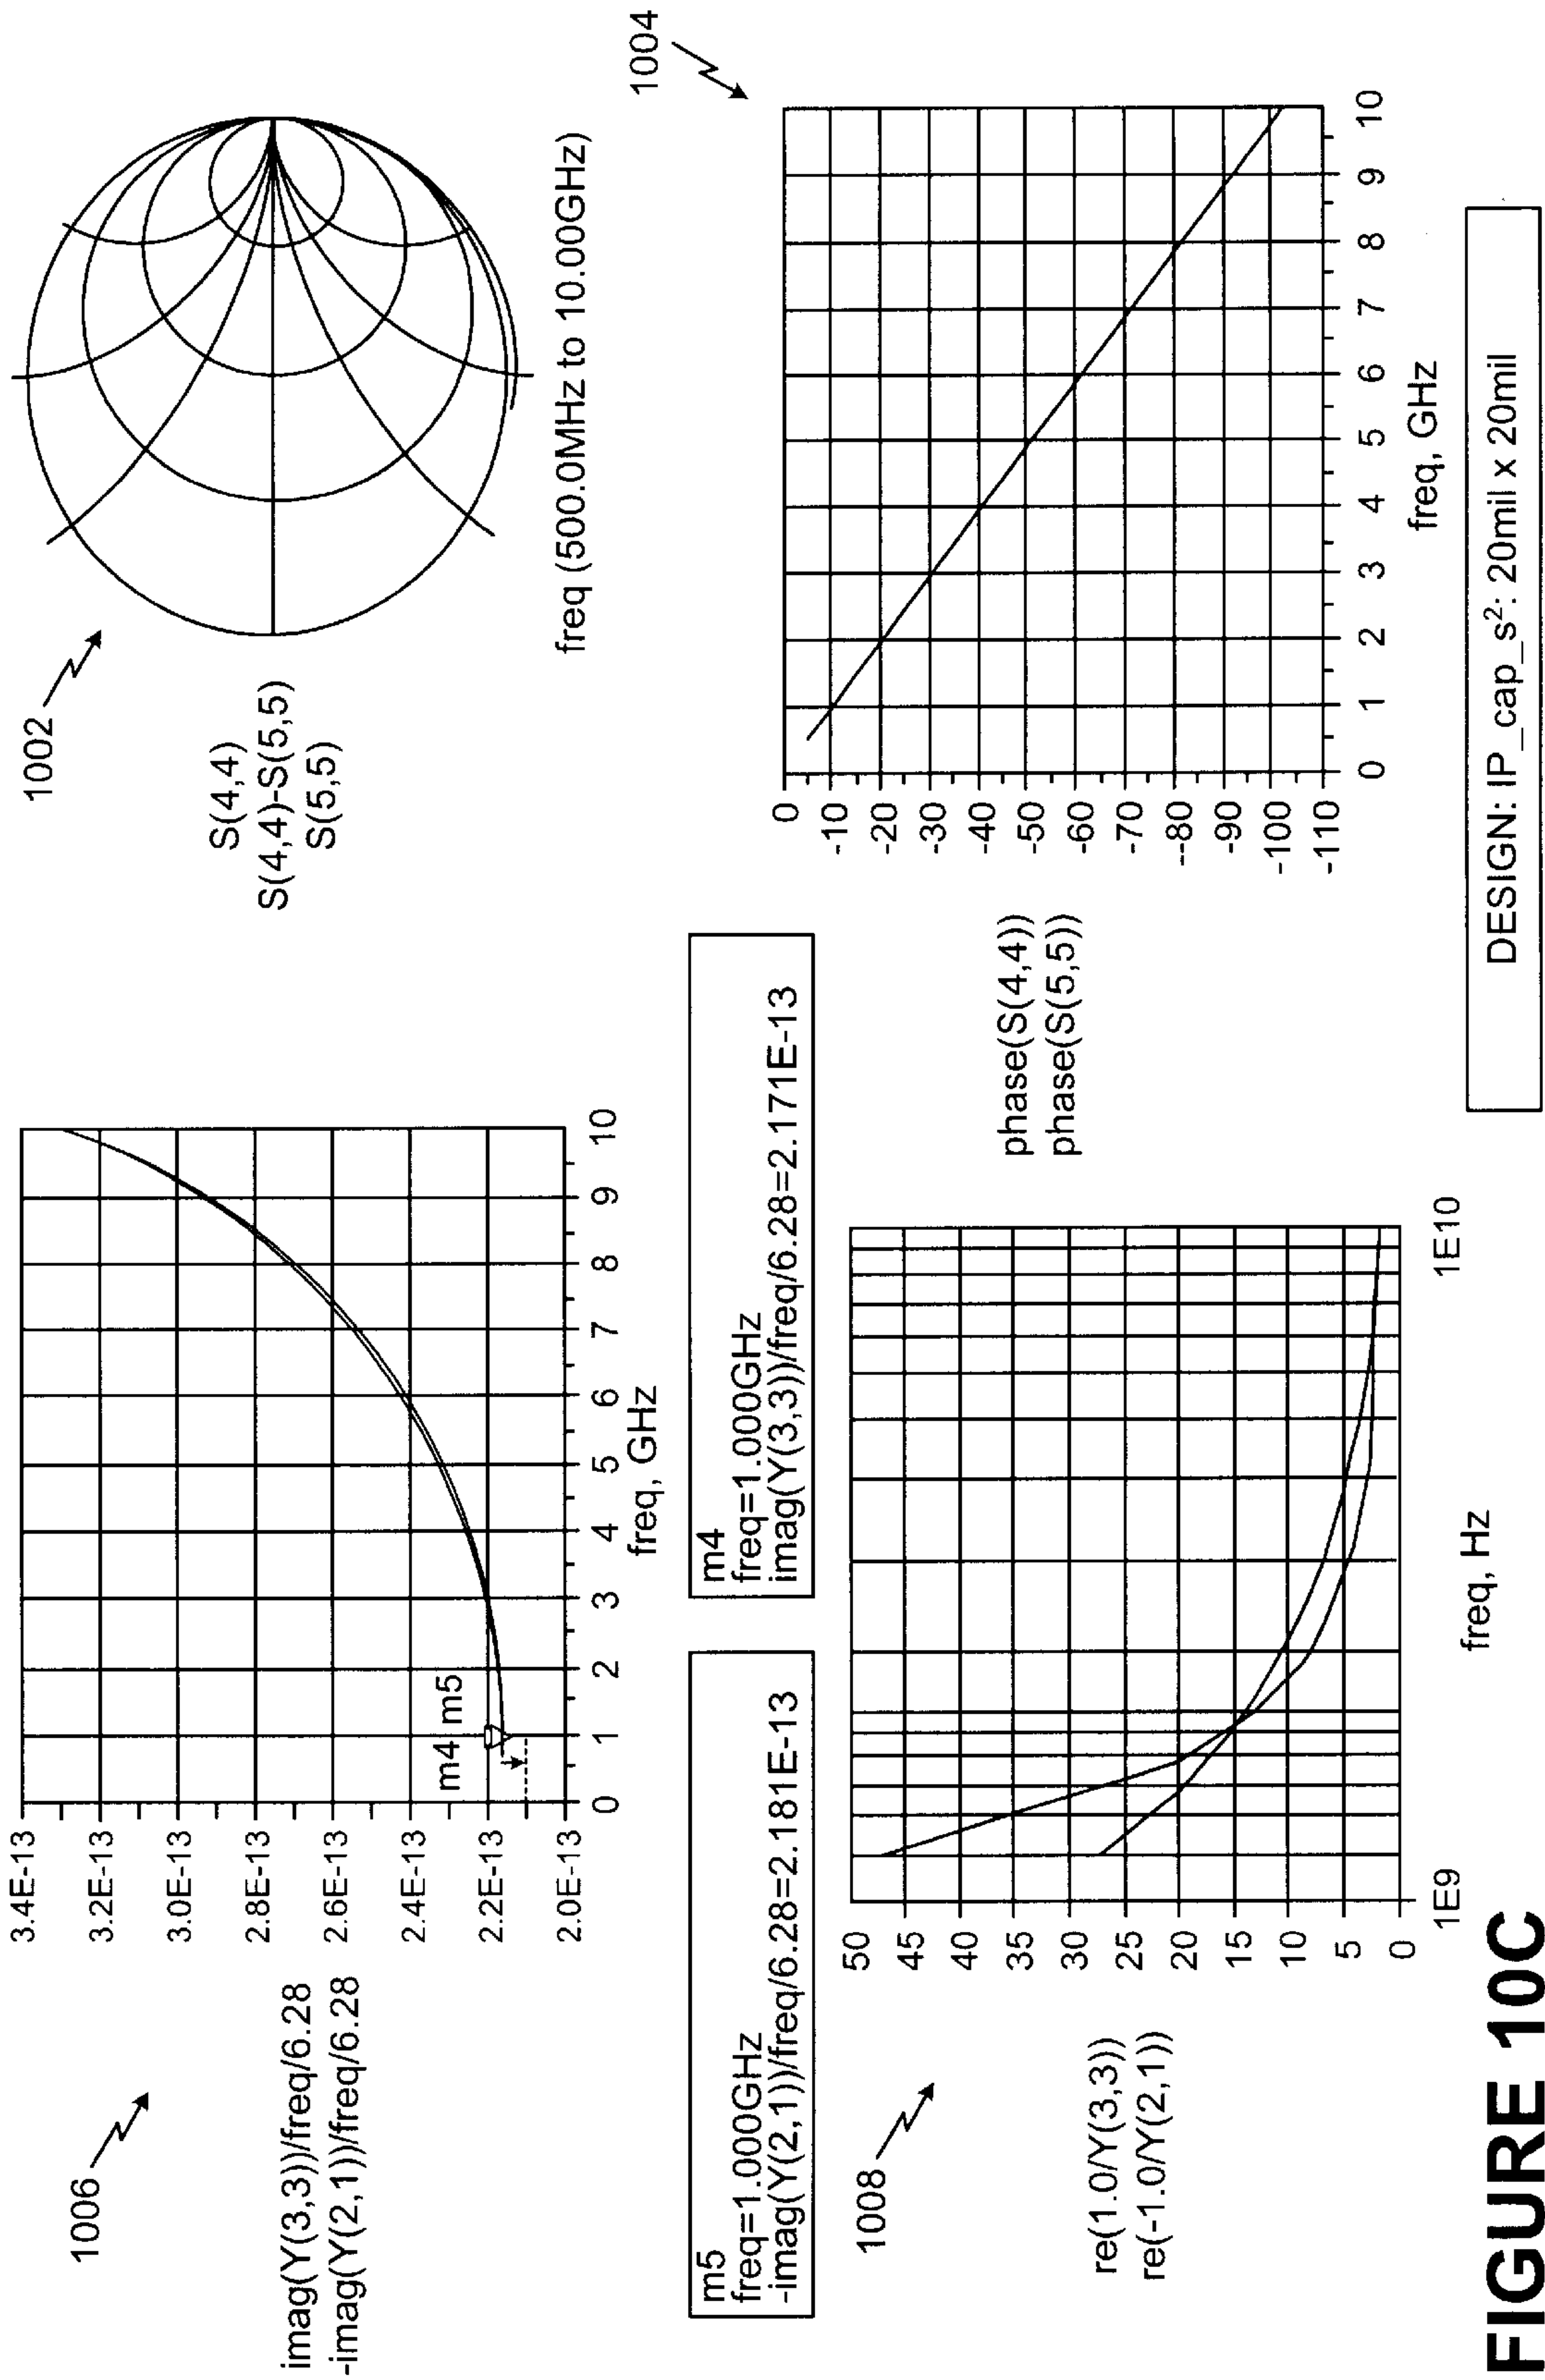 1006
imag(Y(3,3))/freq/6.28
-imag(Y(2,1))/freq/6.28
3.4E-13
3.2E-13
3.0E-13
2.8E-13
2.6E-13
2.4E-13
2.2E-13
2.0E-13
m4 m5
0 1 2 3 4 5 6 7 8 9 10
freq, GHz
1002
S(4,4)
S(4,4)-S(5,5)
S(5,5)
freq (500.0MHz to 10.00GHz)
m5
freq=1.000GHz
-imag(Y(2,1))/freq/6.28=2.181E-13
m4
freq=1.000GHz
imag(Y(3,3))/freq/6.28=2.171E-13
1008
re(1.0/Y(3,3))
re(-1.0/Y(2,1))
50
45
40
35
30
25
20
15
10
5
0
1E9 1E10
freq, Hz
1004
phase(S(4,4))
phase(S(5,5))
0
-10
-20
-30
-40
-50
-60
-70
--80
-90
-100
-110
0 1 2 3 4 5 6 7 8 9 10
freq, GHz
DESIGN: IP_cap_s²: 20mil x 20mil
FIGURE 10C